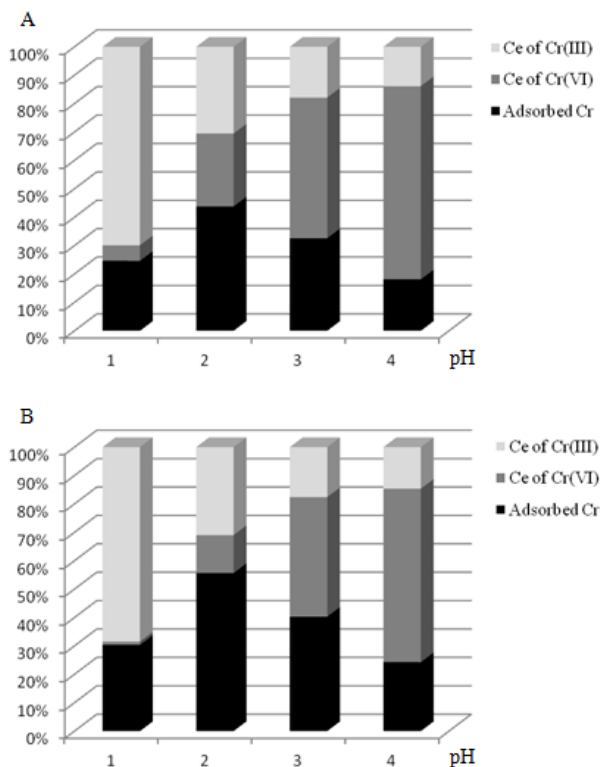 A
100%
90%
80%
70%
60%
50%
40%
30%
20%
10%
0%
1 2 3 4 pH
Ce of Cr(III)
Ce of Cr(VI)
Adsorbed Cr
B
100%
90%
80%
70%
60%
50%
40%
30%
20%
10%
0%
1 2 3 4 pH
Ce of Cr(III)
Ce of Cr(VI)
Adsorbed Cr